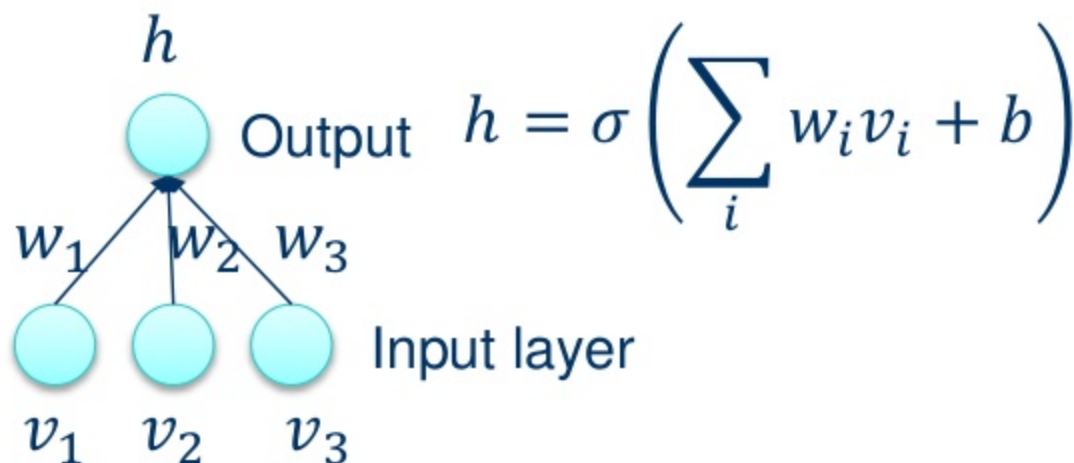 h
Output
h = σ(∑ᵢ wᵢvᵢ + b)
w₁ w₂ w₃
Input layer
v₁ v₂ v₃